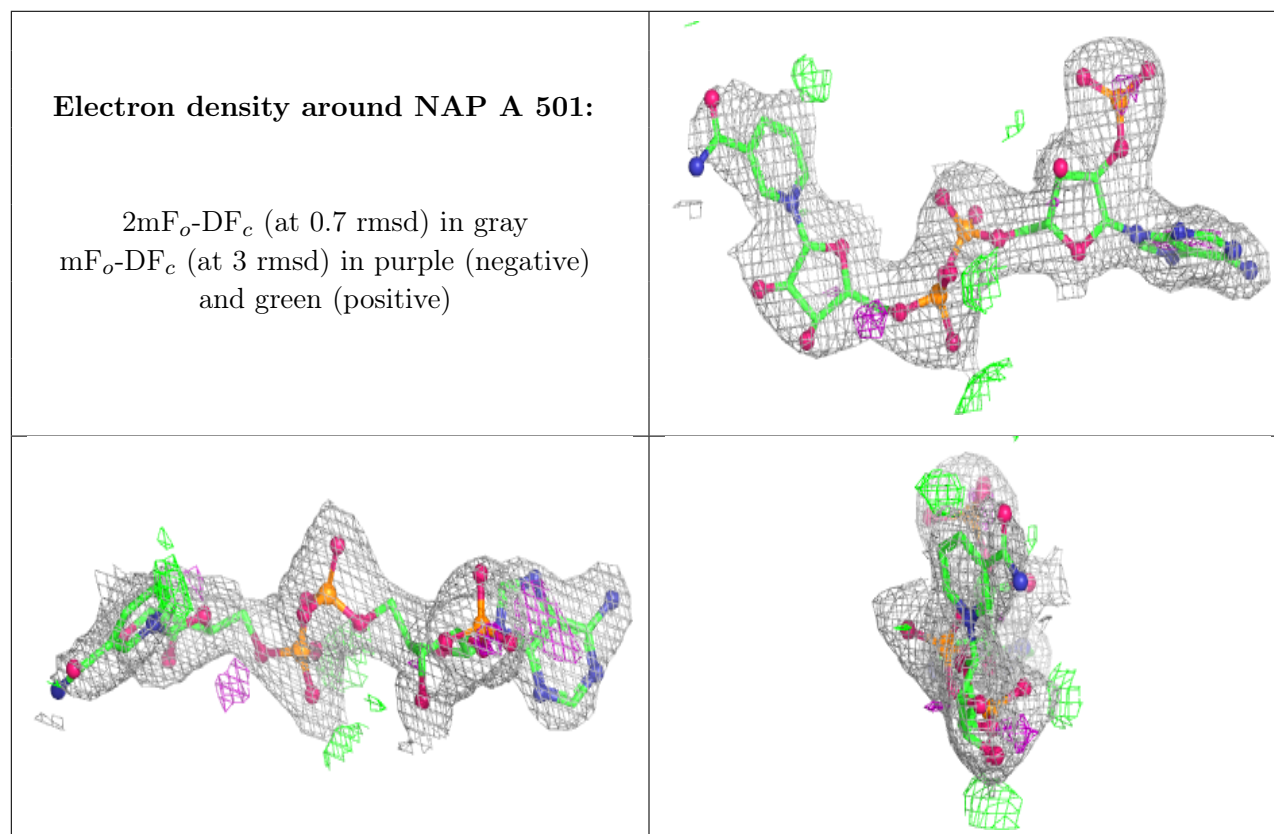 Electron density around NAP A 501:
2mFo-DFc (at 0.7 rmsd) in gray
mFo-DFc (at 3 rmsd) in purple (negative)
and green (positive)